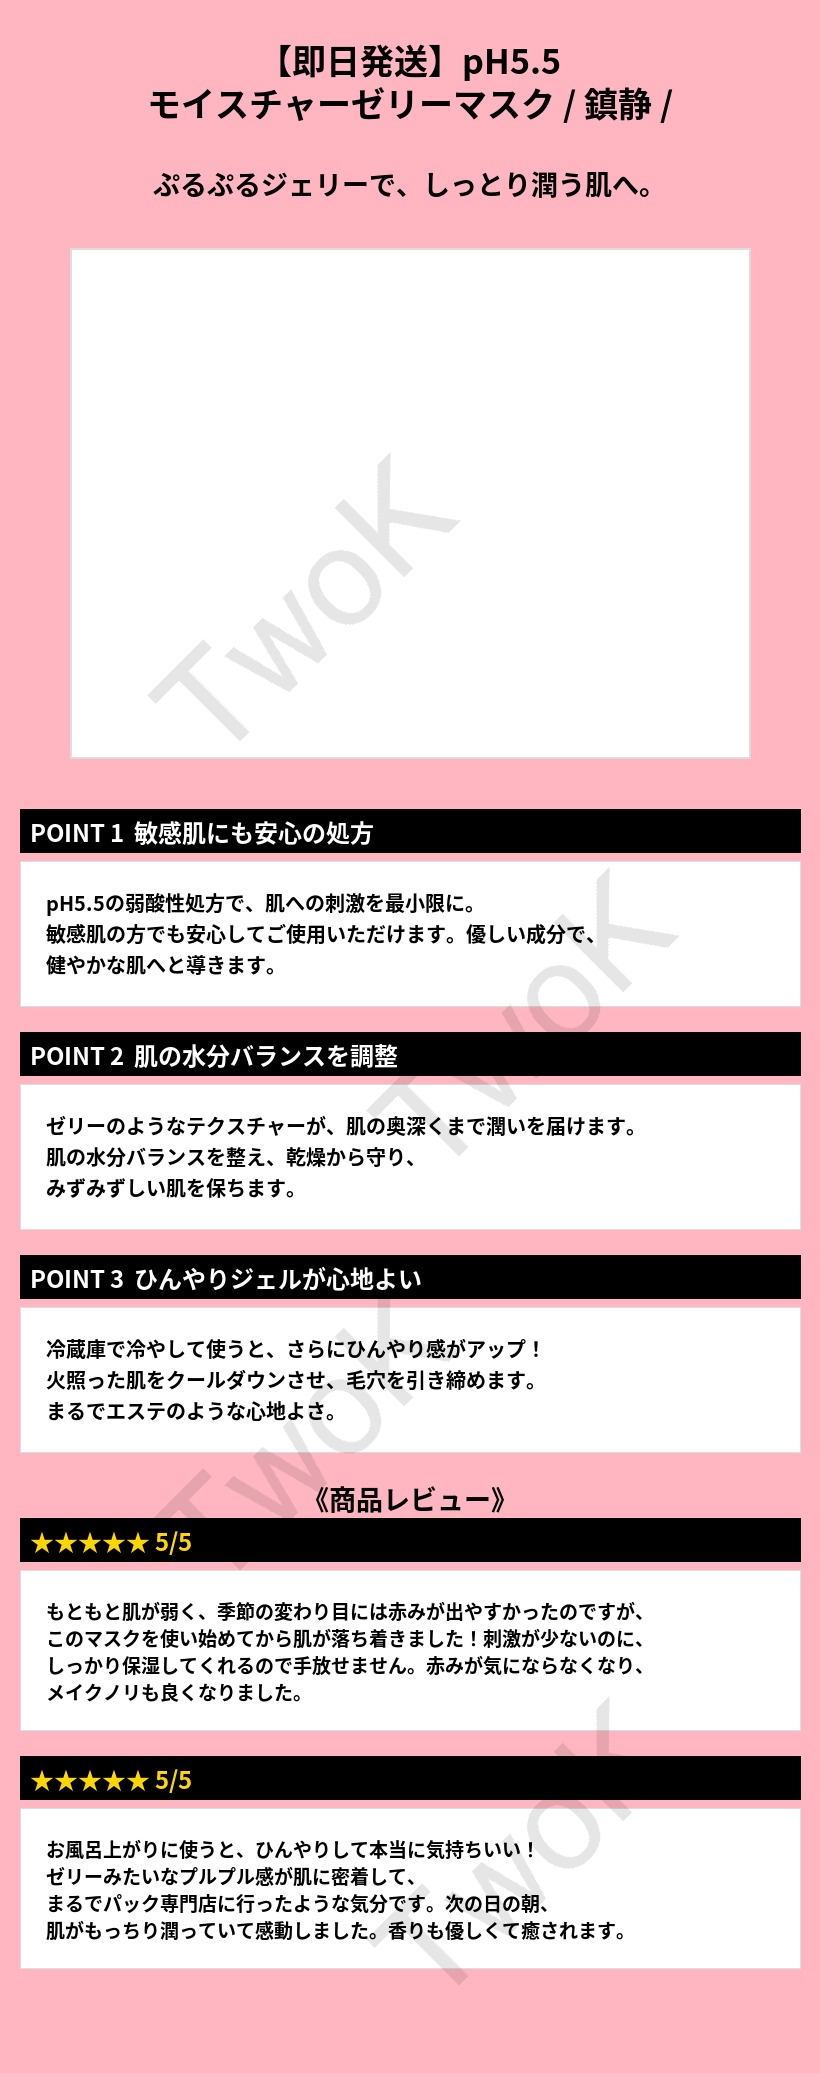 【即日発送】pH5.5
モイスチャーゼリーマスク / 鎮静 /
ぷるぷるジェリーで、しっとり潤う肌へ。
TwoK
POINT 1 敏感肌にも安心の処方
pH5.5の弱酸性処方で、肌への刺激を最小限に。
敏感肌の方でも安心してご使用いただけます。優しい成分で、
健やかな肌へと導きます。
TwoK
POINT 2 肌の水分バランスを調整
ゼリーのようなテクスチャーが、肌の奥深くまで潤いを届けます。
肌の水分バランスを整え、乾燥から守り、
みずみずしい肌を保ちます。
POINT 3 ひんやりジェルが心地よい
冷蔵庫で冷やして使うと、さらにひんやり感がアップ！
火照った肌をクールダウンさせ、毛穴を引き締めます。
まるでエステのような心地よさ。
TwoK
《商品レビュー》
★★★★★ 5/5
もともと肌が弱く、季節の変わり目には赤みが出やすかったのですが、
このマスクを使い始めてから肌が落ち着きました！刺激が少ないのに、
しっかり保湿してくれるので手放せません。赤みが気にならなくなり、
メイクノリも良くなりました。
★★★★★ 5/5
お風呂上がりに使うと、ひんやりして本当に気持ちいい！
ゼリーみたいなプルプル感が肌に密着して、
まるでパック専門店に行ったような気分です。次の日の朝、
肌がもっちり潤っていて感動しました。香りも優しくて癒されます。
TwoK